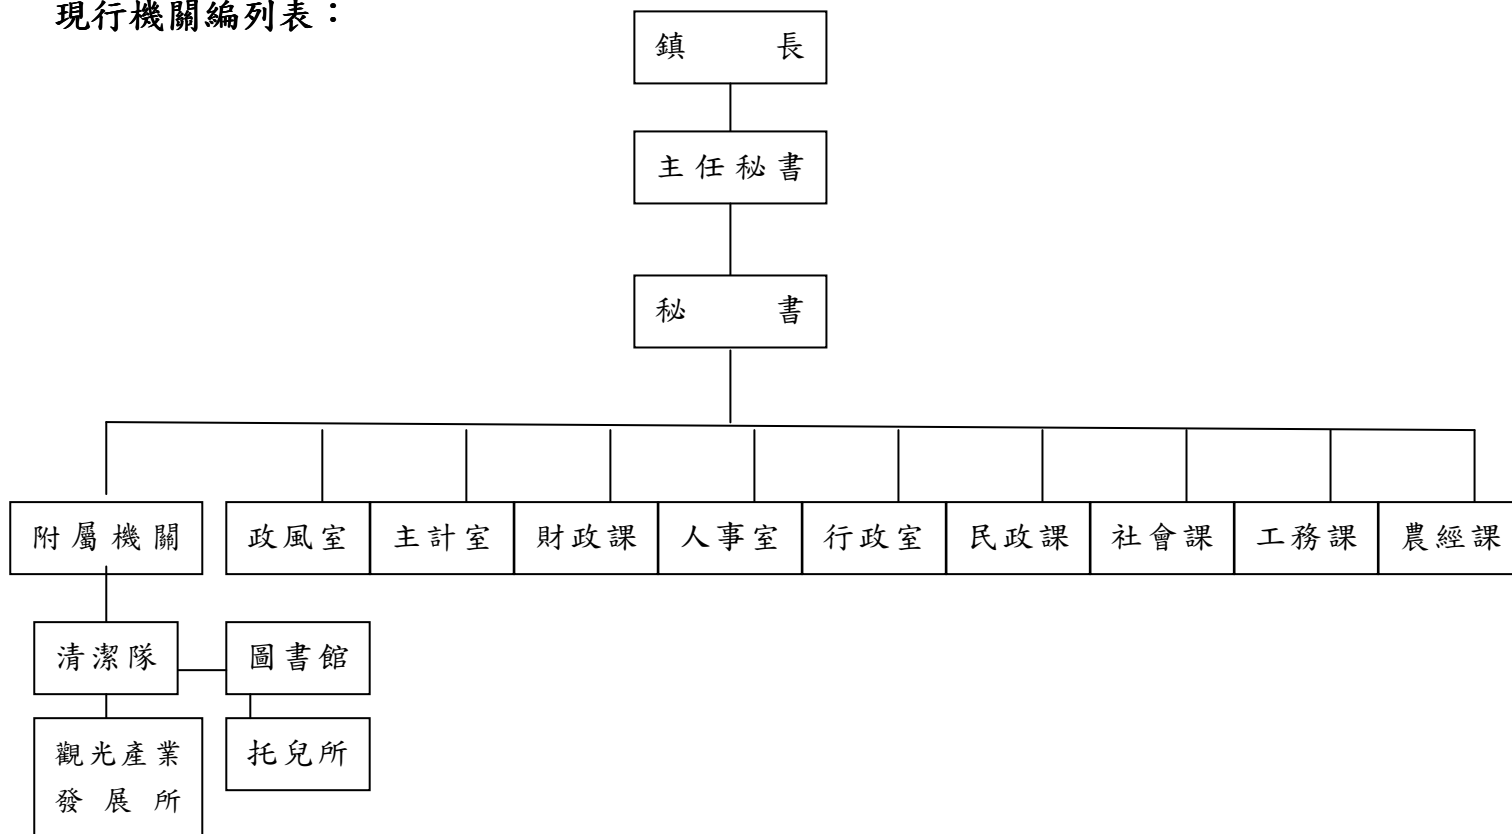 現行機關編列表：
鎮長
主任秘書
秘書
附屬機關
政風室
主計室
財政課
人事室
行政室
民政課
社會課
工務課
農經課
清潔隊
圖書館
觀光產業
發展所
托兒所